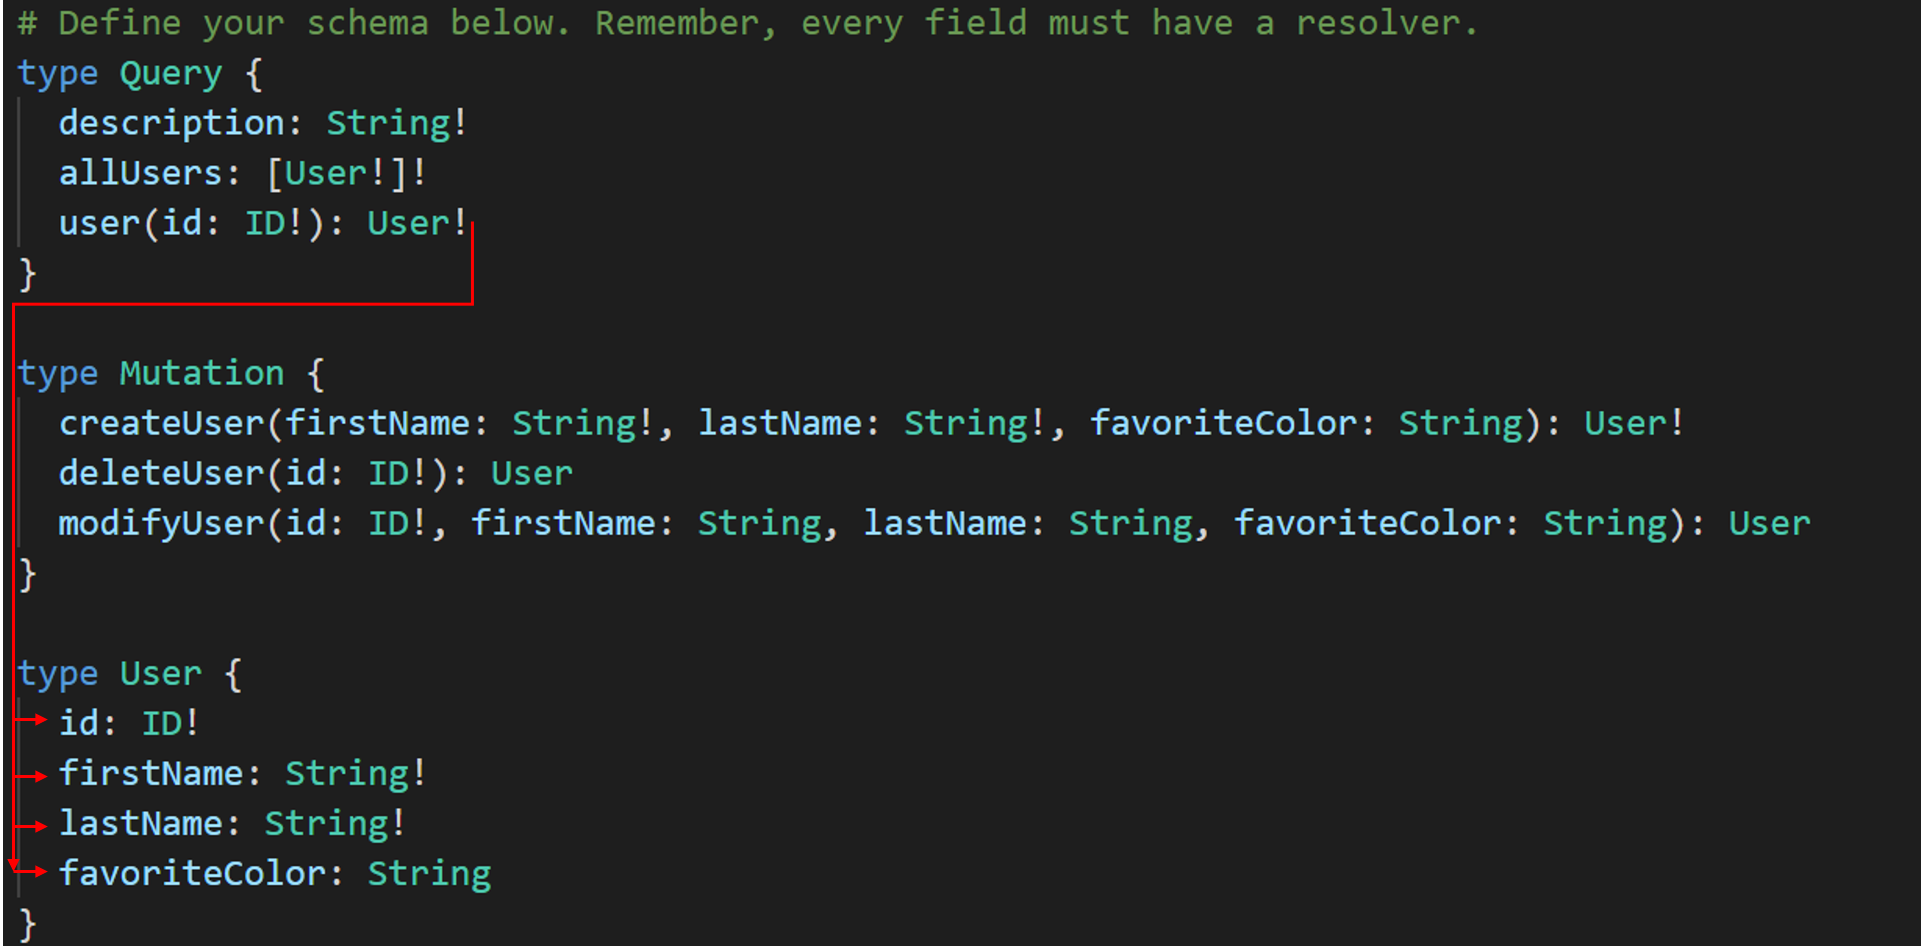 # Define your schema below. Remember, every field must have a resolver.
type Query {
  description: String!
  allUsers: [User!]!
  user(id: ID!): User!
}
type Mutation {
  createUser(firstName: String!, lastName: String!, favoriteColor: String): User!
  deleteUser(id: ID!): User
  modifyUser(id: ID!, firstName: String, lastName: String, favoriteColor: String): User
}
type User {
  id: ID!
  firstName: String!
  lastName: String!
  favoriteColor: String
}